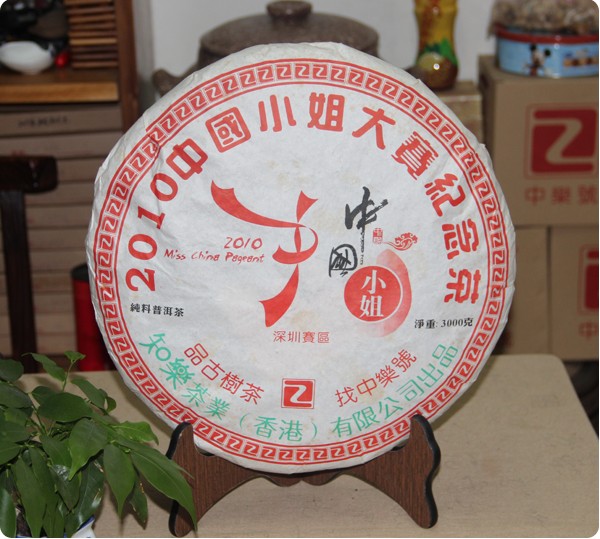 2010中國小姐大賽紀念茶
2010
Miss China Pageant
中國
小姐
深圳賽區
純料普洱茶
淨重: 3000克
品古樹茶
找中樂號
知樂茶業（香港）有限公司出品
中樂號